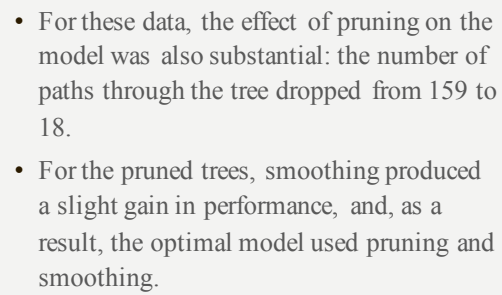 • For these data, the effect of pruning on the
model was also substantial: the number of
paths through the tree dropped from 159 to
18.
• For the pruned trees, smoothing produced
a slight gain in performance, and, as a
result, the optimal model used pruning and
smoothing.